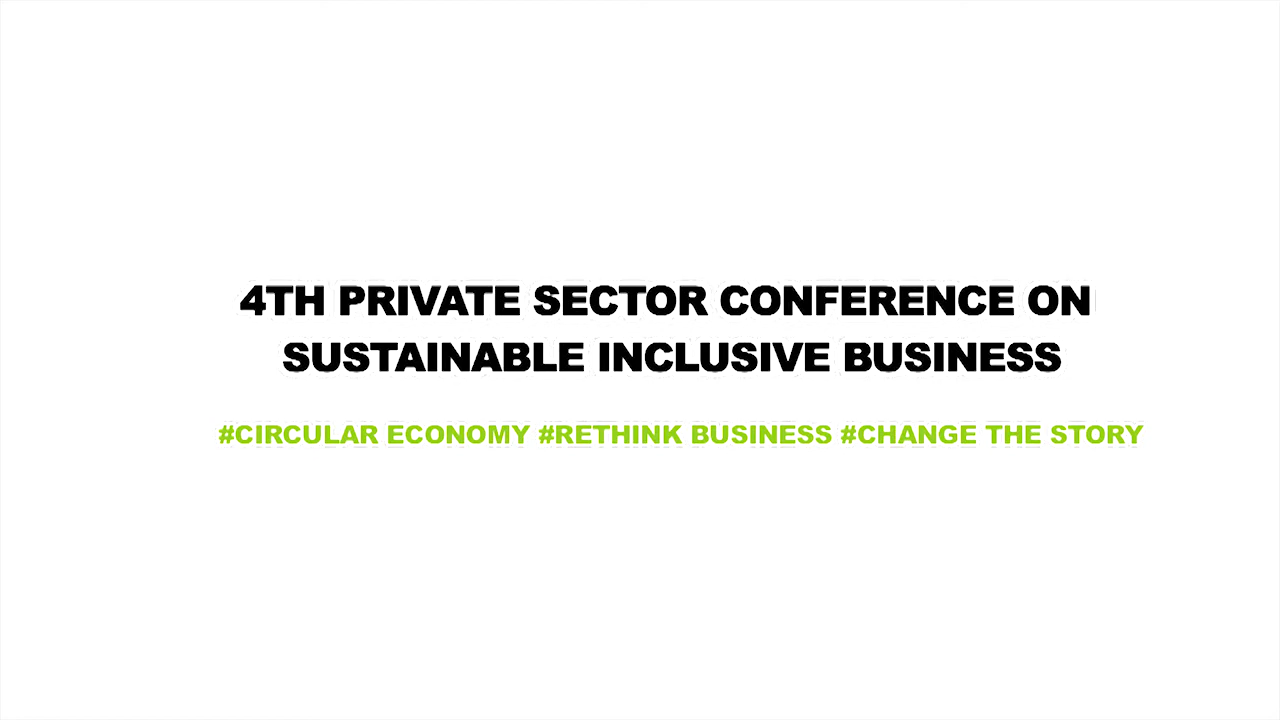 4TH PRIVATE SECTOR CONFERENCE ON
SUSTAINABLE INCLUSIVE BUSINESS
#CIRCULAR ECONOMY #RETHINK BUSINESS #CHANGE THE STORY